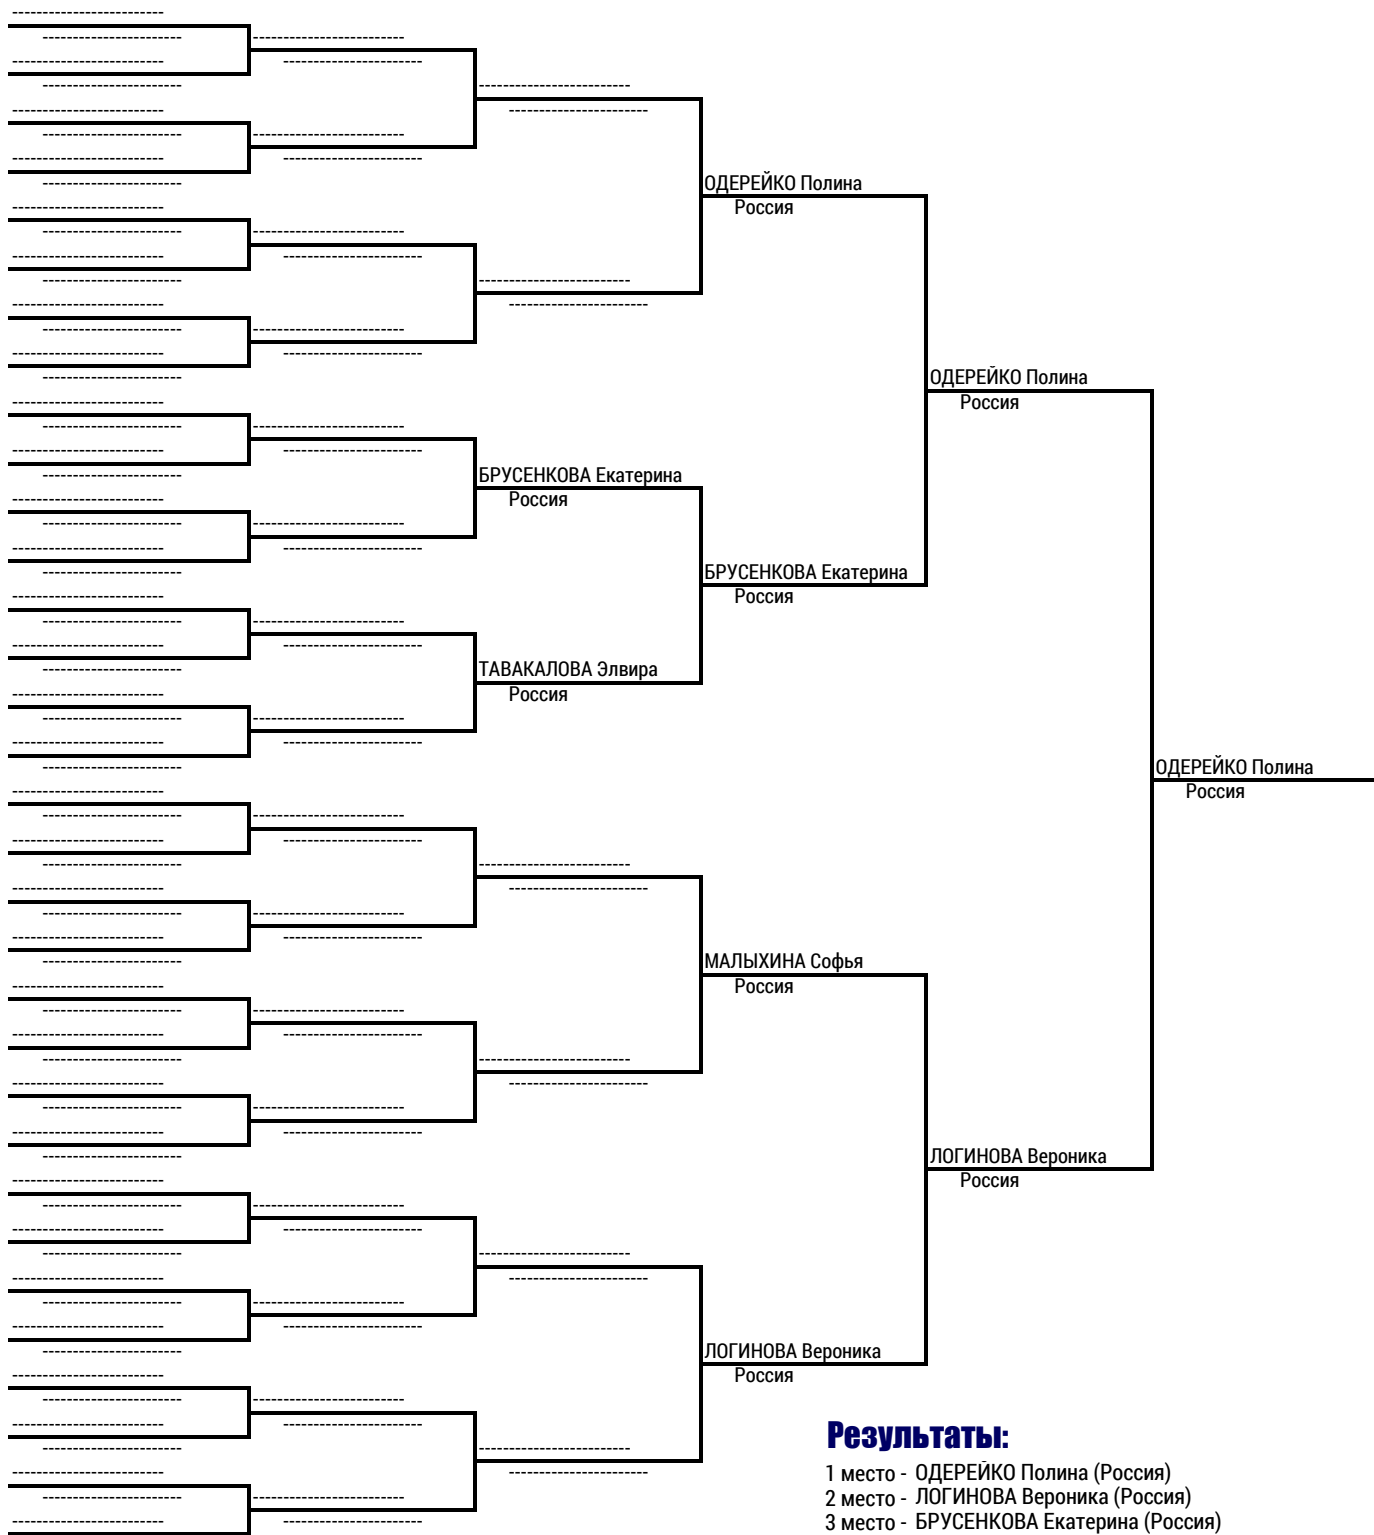 ОДЕРЕЙКО Полина
Россия
ОДЕРЕЙКО Полина
Россия
БРУСЕНКОВА Екатерина
Россия
БРУСЕНКОВА Екатерина
Россия
ТАВАКАЛОВА Элвира
Россия
ОДЕРЕЙКО Полина
Россия
МАЛЫХИНА Софья
Россия
ЛОГИНОВА Вероника
Россия
ЛОГИНОВА Вероника
Россия
Результаты:
1 место - ОДЕРЕЙКО Полина (Россия)
2 место - ЛОГИНОВА Вероника (Россия)
3 место - БРУСЕНКОВА Екатерина (Россия)